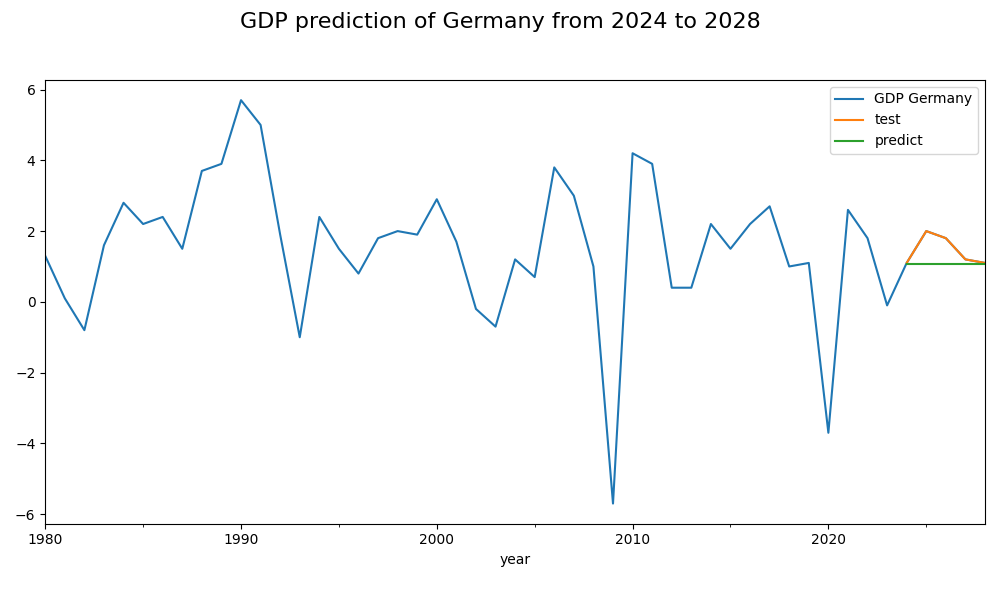 GDP prediction of Germany from 2024 to 2028
GDP Germany
test
predict
6
4
2
0
−2
−4
−6
1980 1990 2000 2010 2020
year